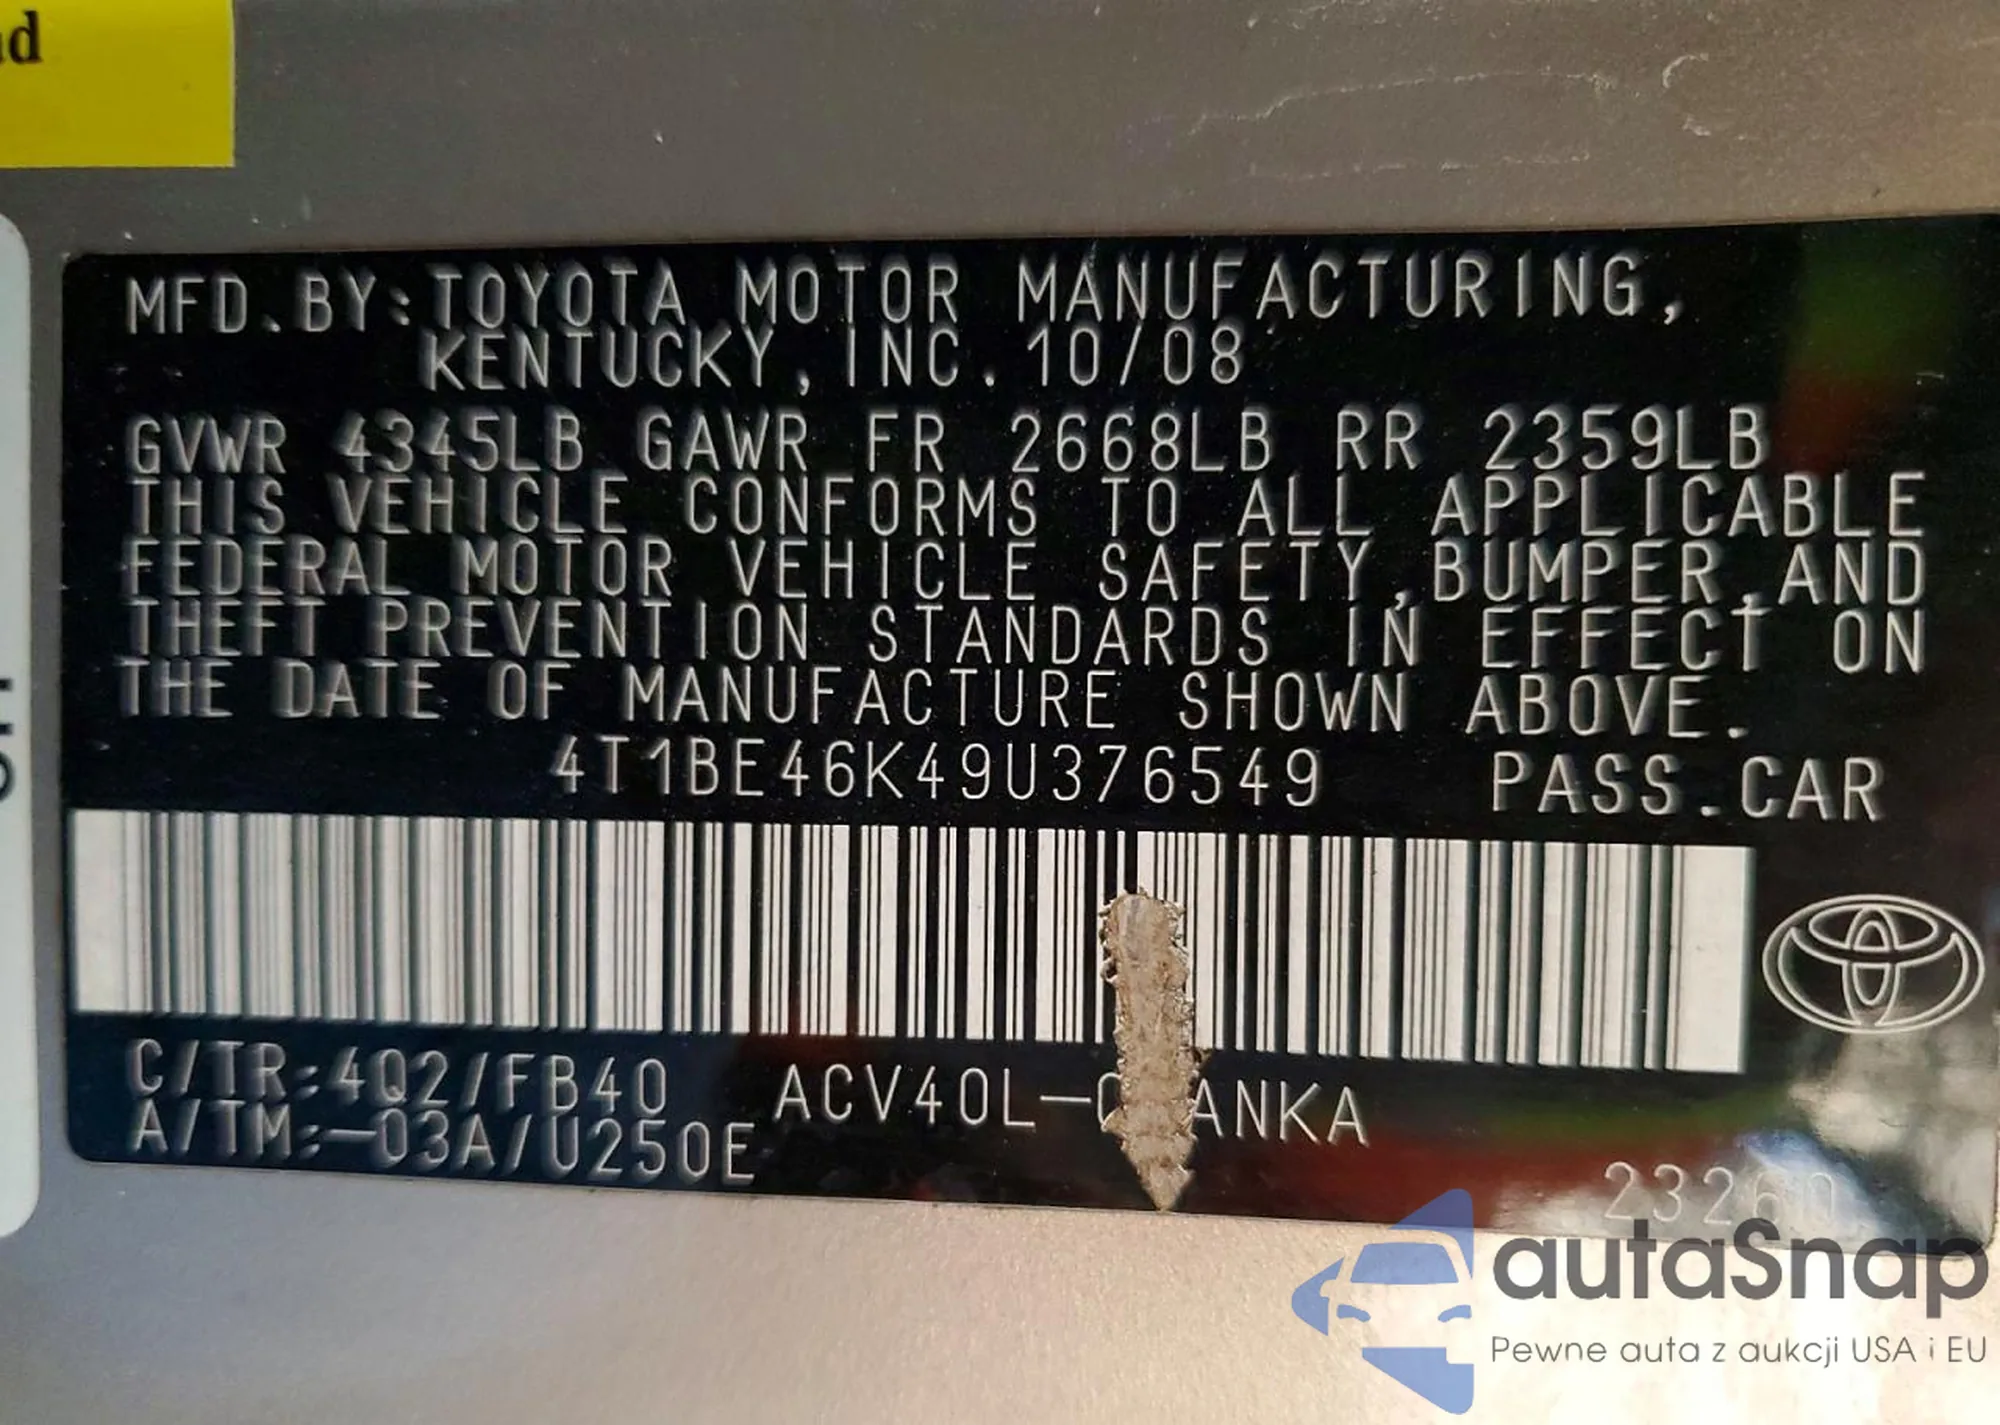 MFD.BY:TOYOTA MOTOR MANUFACTURING,
KENTUCKY, INC. 10/08
GVWR 4345LB GAWR FR 2668LB RR 2359LB
THIS VEHICLE CONFORMS TO ALL APPLICABLE
FEDERAL MOTOR VEHICLE SAFETY,BUMPER,AND
THEFT PREVENTION STANDARDS IN EFFECT ON
THE DATE OF MANUFACTURE SHOWN ABOVE.
4T1BE46K49U376549 PASS.CAR
C/TR:4Q2/FB40 ACV40L-
A/TM:-03A/U250E
autaSnap
Pewne auta z aukcji USA i EU